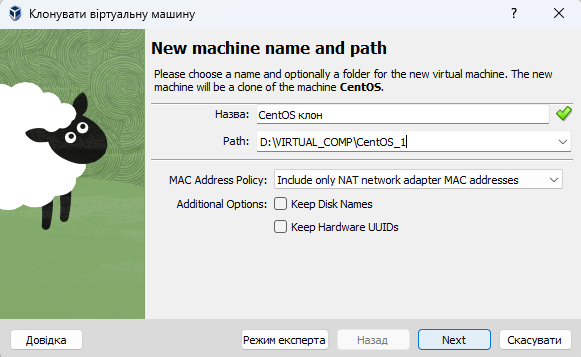 Клонувати віртуальну машину
New machine name and path
Please choose a name and optionally a folder for the new virtual machine. The new
machine will be a clone of the machine CentOS.
Назва: CentOS клон
Path: D:\VIRTUAL_COMP\CentOS_1
MAC Address Policy: Include only NAT network adapter MAC addresses
Additional Options: Keep Disk Names
Keep Hardware UUIDs
Довідка Режим експерта Назад Next Скасувати